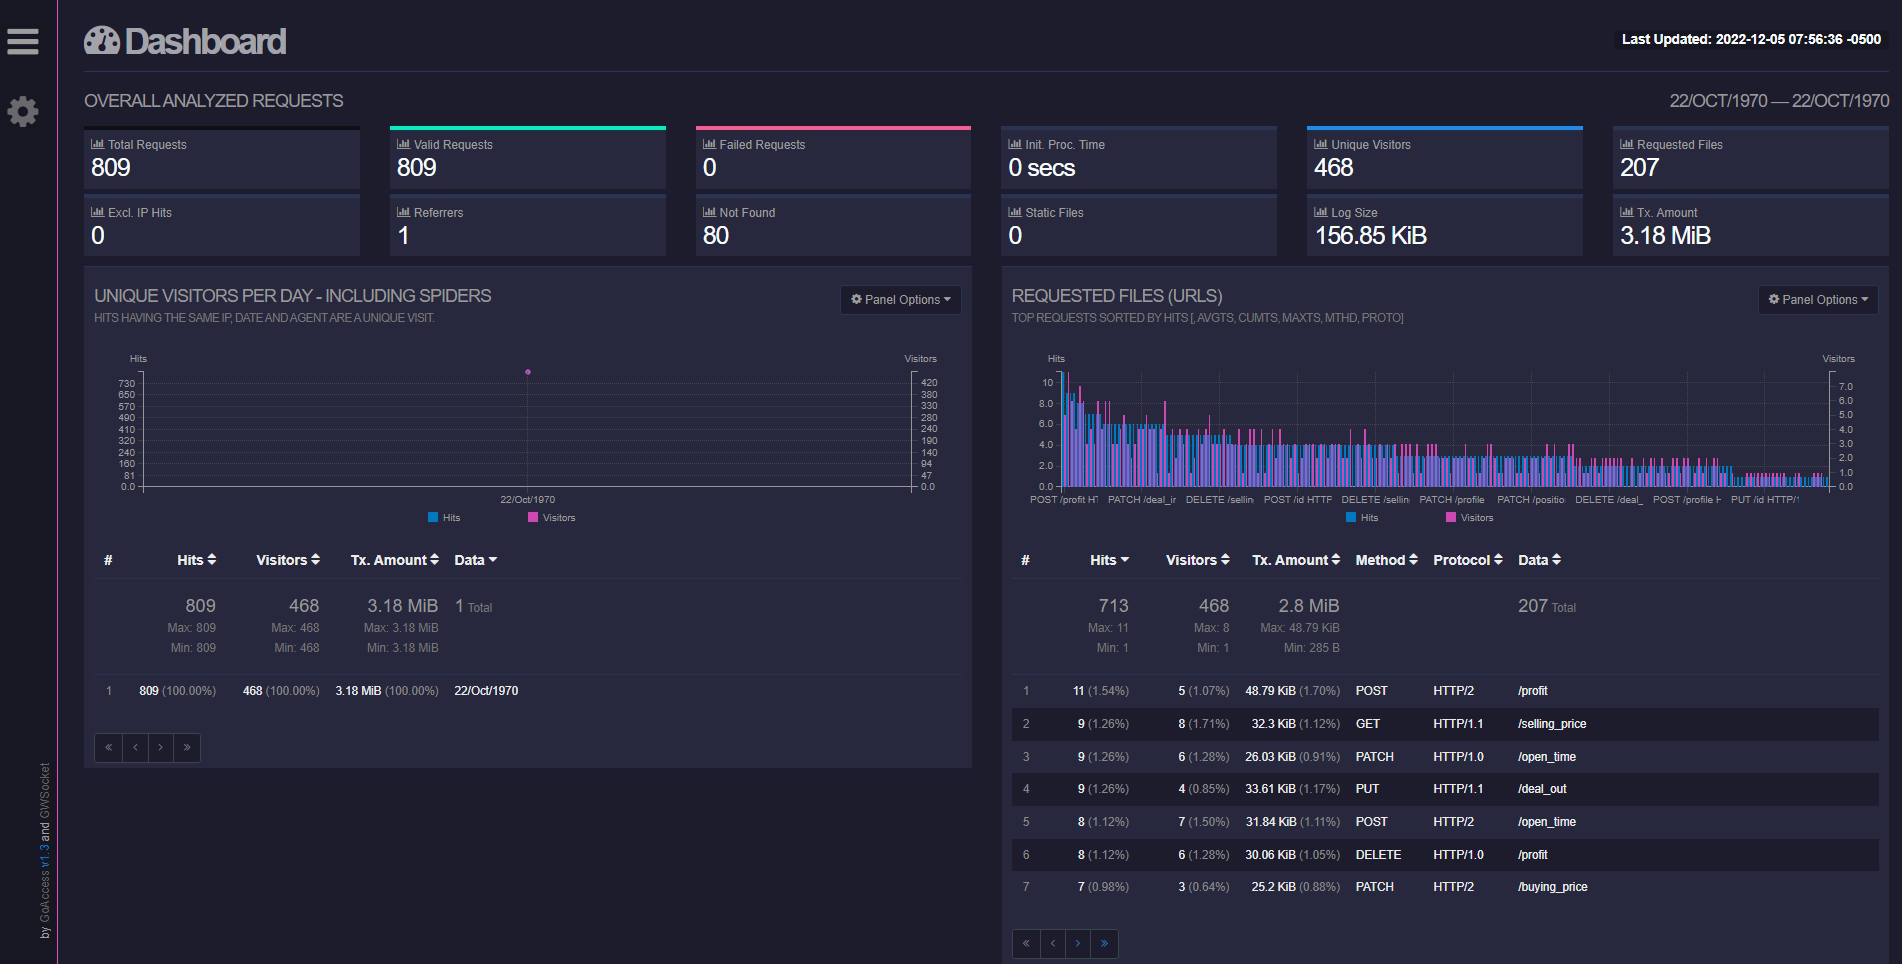 Dashboard
Last Updated: 2022-12-05 07:56:36 -0500
OVERALL ANALYZED REQUESTS
22/OCT/1970 — 22/OCT/1970
Total Requests
809
Valid Requests
809
Failed Requests
0
Init. Proc. Time
0 secs
Unique Visitors
468
Requested Files
207
Excl. IP Hits
0
Referrers
1
Not Found
80
Static Files
0
Log Size
156.85 KiB
Tx. Amount
3.18 MiB
UNIQUE VISITORS PER DAY - INCLUDING SPIDERS
Panel Options
HITS HAVING THE SAME IP, DATE AND AGENT ARE A UNIQUE VISIT.
Hits
Visitors
730
650
570
490
410
320
240
160
81
0.0
420
380
330
280
240
190
140
94
47
0.0
22/Oct/1970
Hits Visitors
# Hits Visitors Tx. Amount Data
809 468 3.18 MiB 1 Total
Max: 809 Max: 468 Max: 3.18 MiB
Min: 809 Min: 468 Min: 3.18 MiB
1 809 (100.00%) 468 (100.00%) 3.18 MiB (100.00%) 22/Oct/1970
« ‹ › »
REQUESTED FILES (URLS)
Panel Options
TOP REQUESTS SORTED BY HITS [, AVGTS, CUMTS, MAXTS, MTHD, PROTO]
Hits
Visitors
10
8.0
6.0
4.0
2.0
0.0
7.0
6.0
5.0
4.0
3.0
2.0
1.0
0.0
POST /profit HT PATCH /deal_ir DELETE /sellin POST /id HTTP DELETE /sellin PATCH /profile PATCH /positio DELETE /deal_ POST /profile H PUT /id HTTP/1
Hits Visitors
# Hits Visitors Tx. Amount Method Protocol Data
713 468 2.8 MiB 207 Total
Max: 11 Max: 8 Max: 48.79 KiB
Min: 1 Min: 1 Min: 285 B
1 11 (1.54%) 5 (1.07%) 48.79 KiB (1.70%) POST HTTP/2 /profit
2 9 (1.26%) 8 (1.71%) 32.3 KiB (1.12%) GET HTTP/1.1 /selling_price
3 9 (1.26%) 6 (1.28%) 26.03 KiB (0.91%) PATCH HTTP/1.0 /open_time
4 9 (1.26%) 4 (0.85%) 33.61 KiB (1.17%) PUT HTTP/1.1 /deal_out
5 8 (1.12%) 7 (1.50%) 31.84 KiB (1.11%) POST HTTP/2 /open_time
6 8 (1.12%) 6 (1.28%) 30.06 KiB (1.05%) DELETE HTTP/1.0 /profit
7 7 (0.98%) 3 (0.64%) 25.2 KiB (0.88%) PATCH HTTP/2 /buying_price
« ‹ › »
by GoAccess v1.3 and GWSocket